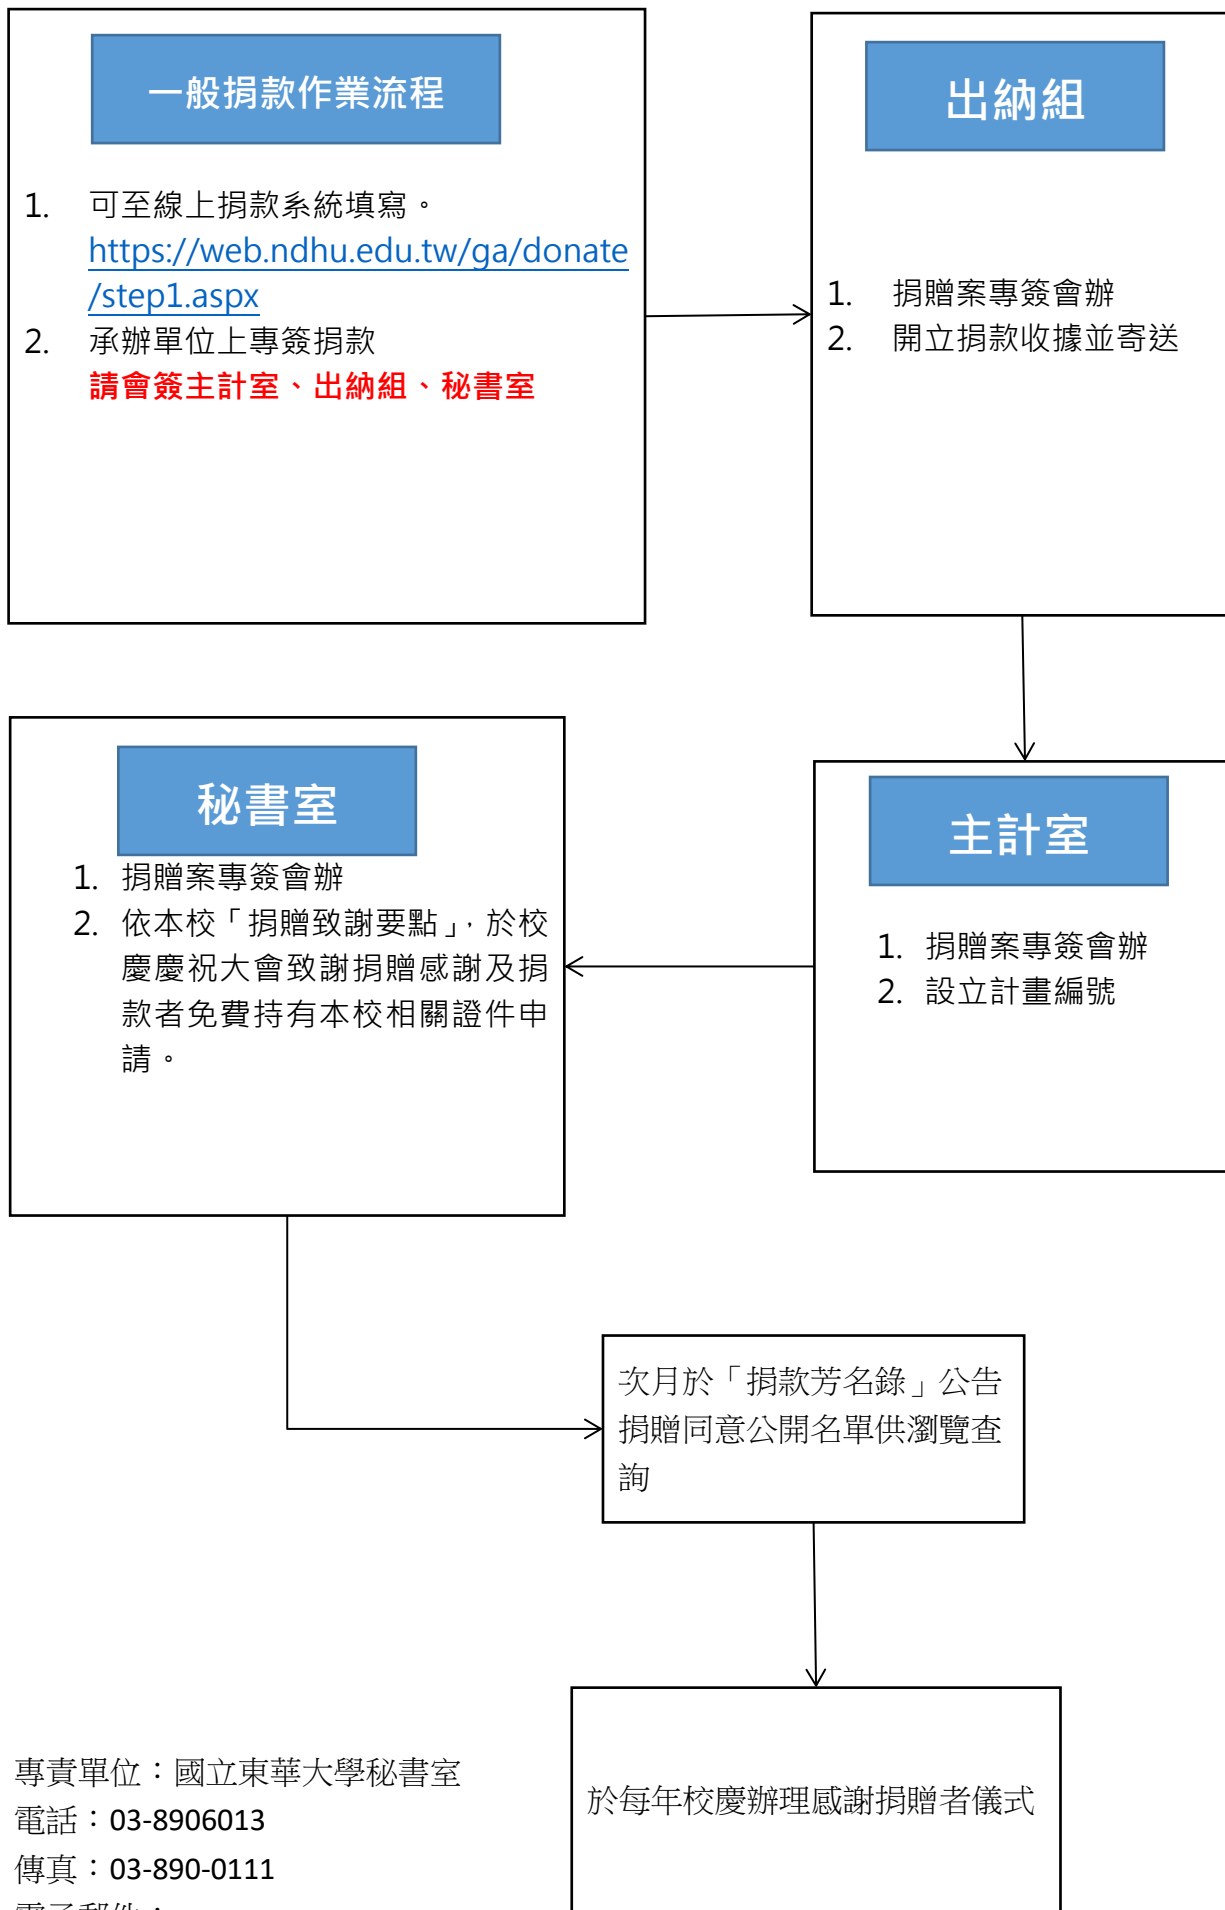 一般捐款作業流程
1. 可至線上捐款系統填寫。
https://web.ndhu.edu.tw/ga/donate
/step1.aspx
2. 承辦單位上專簽捐款
請會簽主計室、出納組、秘書室
出納組
1. 捐贈案專簽會辦
2. 開立捐款收據並寄送
主計室
1. 捐贈案專簽會辦
2. 設立計畫編號
秘書室
1. 捐贈案專簽會辦
2. 依本校「捐贈致謝要點」,於校
慶慶祝大會致謝捐贈感謝及捐
款者免費持有本校相關證件申
請。
次月於「捐款芳名錄」公告
捐贈同意公開名單供瀏覽查
詢
於每年校慶辦理感謝捐贈者儀式
專責單位：國立東華大學秘書室
電話：03-8906013
傳真：03-890-0111
電子郵件：